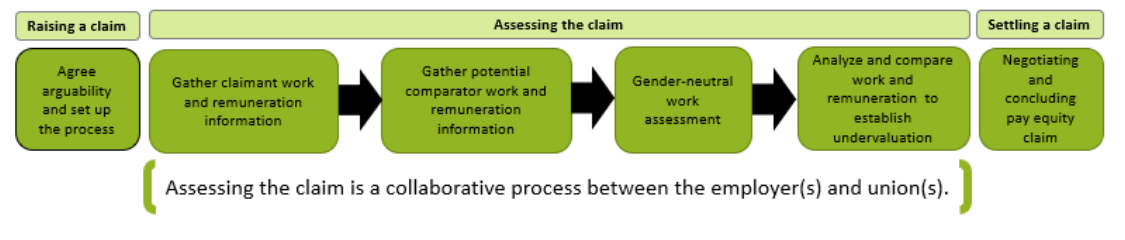 Raising a claim
Assessing the claim
Settling a claim
Agree
arguability
and set up
the process
Gather claimant work
and remuneration
information
Gather potential
comparator work and
remuneration
information
Gender-neutral
work
assessment
Analyze and compare
work and
remuneration to
establish
undervaluation
Negotiating
and
concluding
pay equity
claim
Assessing the claim is a collaborative process between the employer(s) and union(s).